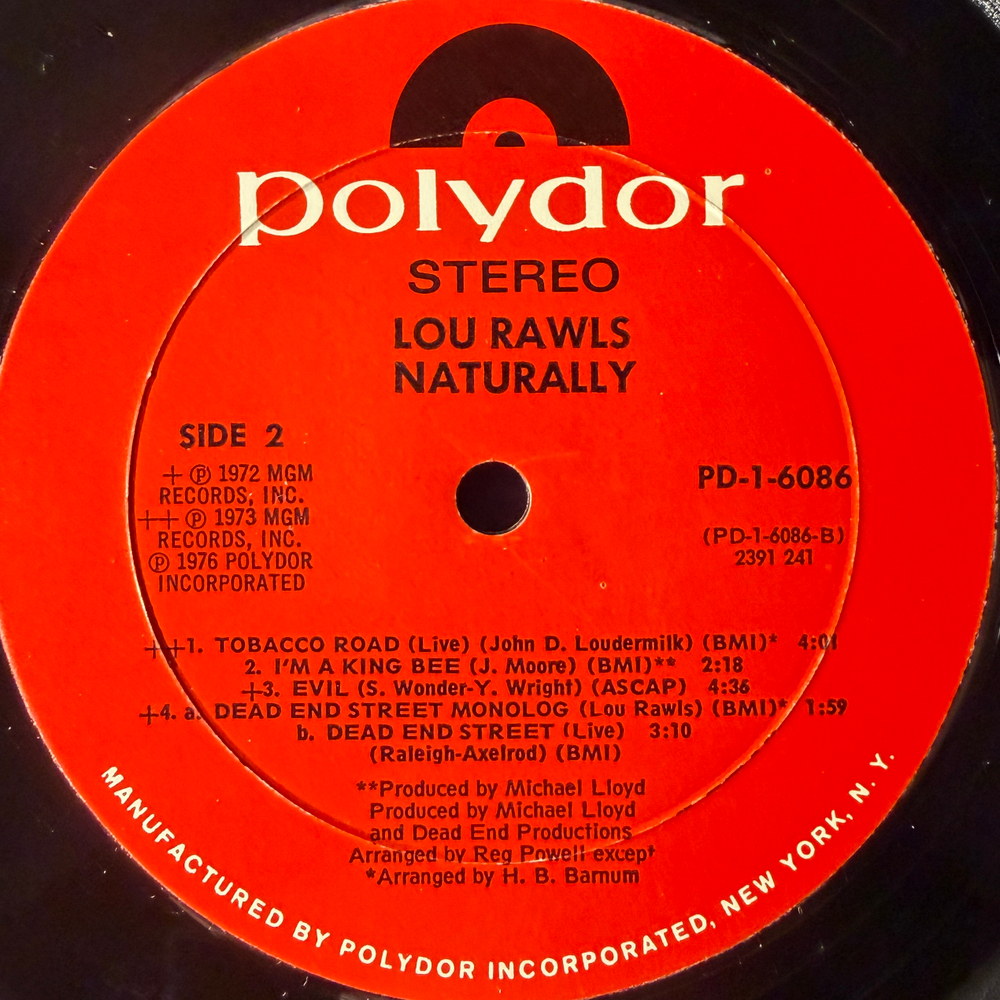 polydor
STEREO
LOU RAWLS
NATURALLY
SIDE 2
+ ℗ 1972 MGM
RECORDS, INC.
++ ℗ 1973 MGM
RECORDS, INC.
℗ 1976 POLYDOR
INCORPORATED
PD-1-6086
(PD-1-6086-B)
2391 241
++1. TOBACCO ROAD (Live) (John D. Loudermilk) (BMI)* 4:01
2. I'M A KING BEE (J. Moore) (BMI)** 2:18
+3. EVIL (S. Wonder-Y. Wright) (ASCAP) 4:36
+4. a. DEAD END STREET MONOLOG (Lou Rawls) (BMI)* 1:59
b. DEAD END STREET (Live) 3:10
(Raleigh-Axelrod) (BMI)
**Produced by Michael Lloyd
Produced by Michael Lloyd
and Dead End Productions
Arranged by Reg Powell except
*Arranged by H. B. Barnum
MANUFACTURED BY POLYDOR INCORPORATED, NEW YORK, N. Y.